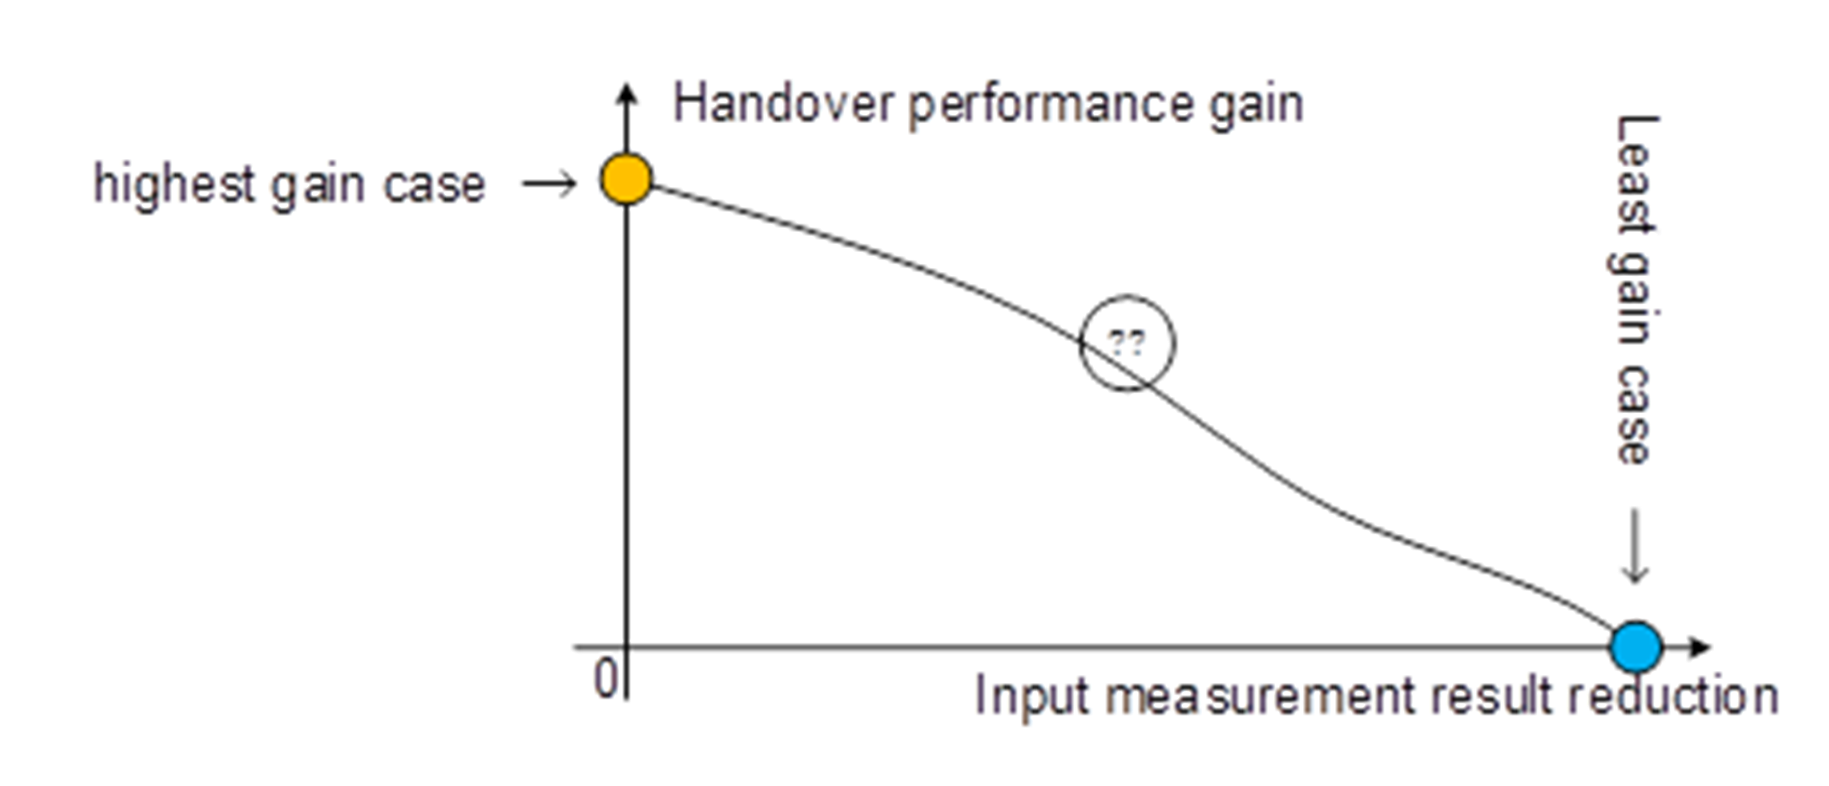 Handover performance gain
highest gain case
Least gain case
??
0
Input measurement result reduction